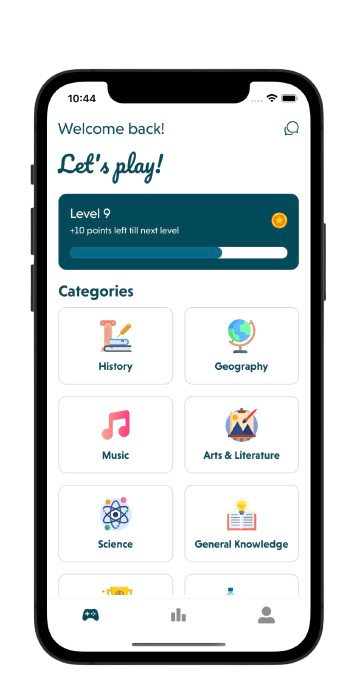 10:44
Welcome back!
Let's play!
Level 9
+10 points left till next level
Categories
History
Geography
Music
Arts & Literature
Science
General Knowledge